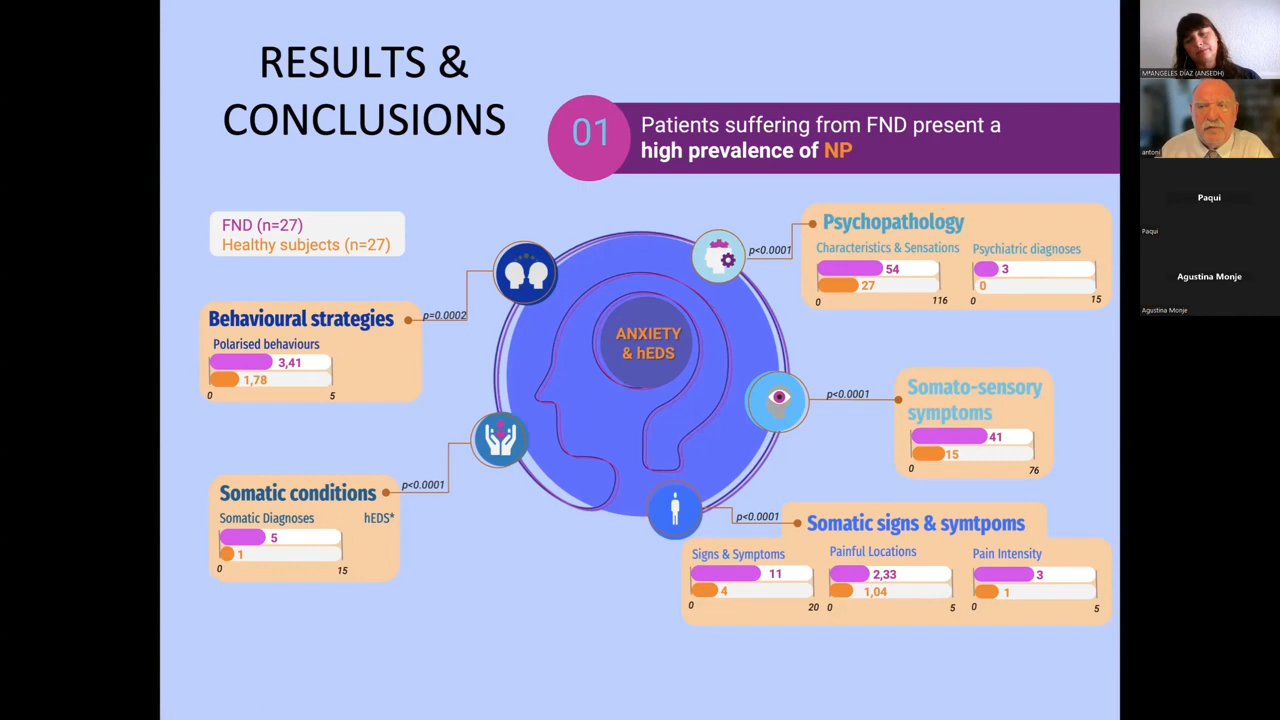 RESULTS &
CONCLUSIONS
01
Patients suffering from FND present a
high prevalence of NP
FND (n=27)
Healthy subjects (n=27)
ANXIETY
& hEDS
p=0.0002
Behavioural strategies
Polarised behaviours
3,41
1,78
0 5
p<0.0001
Somatic conditions
Somatic Diagnoses hEDS*
5
1
0 15
p<0.0001
Psychopathology
Characteristics & Sensations Psychiatric diagnoses
54 3
27 0
0 116 0 15
p<0.0001
Somato-sensory
symptoms
41
15
0 76
p<0.0001
Somatic signs & symtpoms
Signs & Symptoms Painful Locations Pain Intensity
11 2,33 3
4 1,04 1
0 20 0 5 0 5
MªANGELES DÍAZ (ANSEDH)
antoni
Paqui
Paqui
Agustina Monje
Agustina Monje